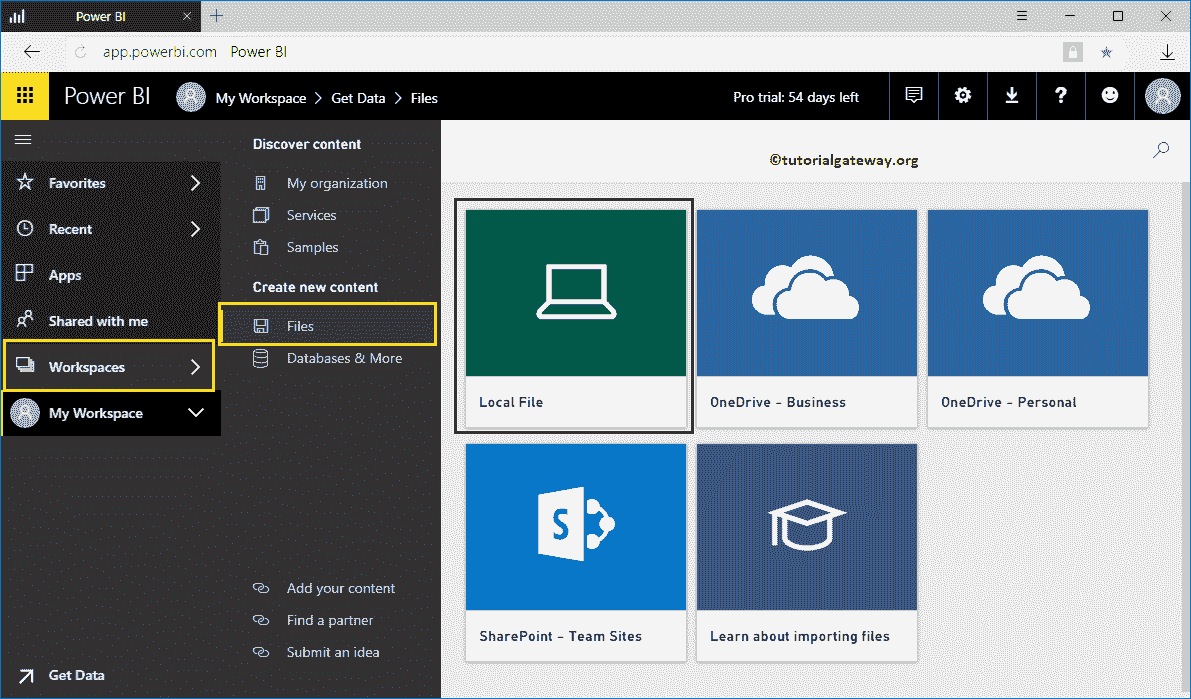 Power BI
app.powerbi.com Power BI
Power BI My Workspace > Get Data > Files Pro trial: 54 days left ?
Favorites
Recent
Apps
Shared with me
Workspaces
My Workspace
Get Data
Discover content
My organization
Services
Samples
Create new content
Files
Databases & More
Add your content
Find a partner
Submit an idea
©tutorialgateway.org
Local File
OneDrive - Business
OneDrive - Personal
S
SharePoint - Team Sites
Learn about importing files